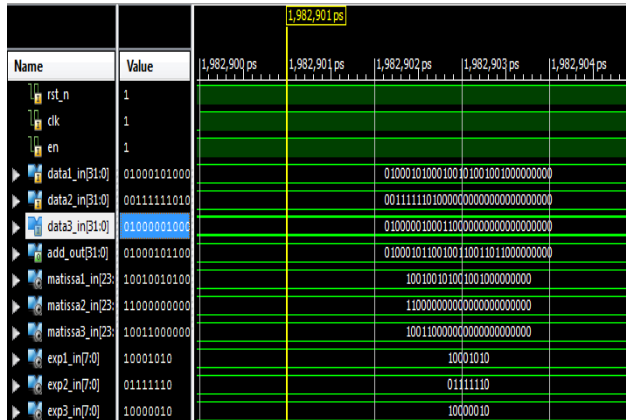 1,982,901 ps
Name Value 1,982,900 ps 1,982,901 ps 1,982,902 ps 1,982,903 ps 1,982,904 ps
rst_n 1
clk 1
en 1
data1_in[31:0] 01000101000 01000101000100101001001000000000
data2_in[31:0] 00111111010 00111111010000000000000000000000
data3_in[31:0] 01000001000 01000001000110000000000000000000
add_out[31:0] 01000101100 01000101100100110011011000000000
matissa1_in[23: 10010010100 100100101001001000000000
matissa2_in[23: 11000000000 110000000000000000000000
matissa3_in[23: 10011000000 100110000000000000000000
exp1_in[7:0] 10001010 10001010
exp2_in[7:0] 01111110 01111110
exp3_in[7:0] 10000010 10000010